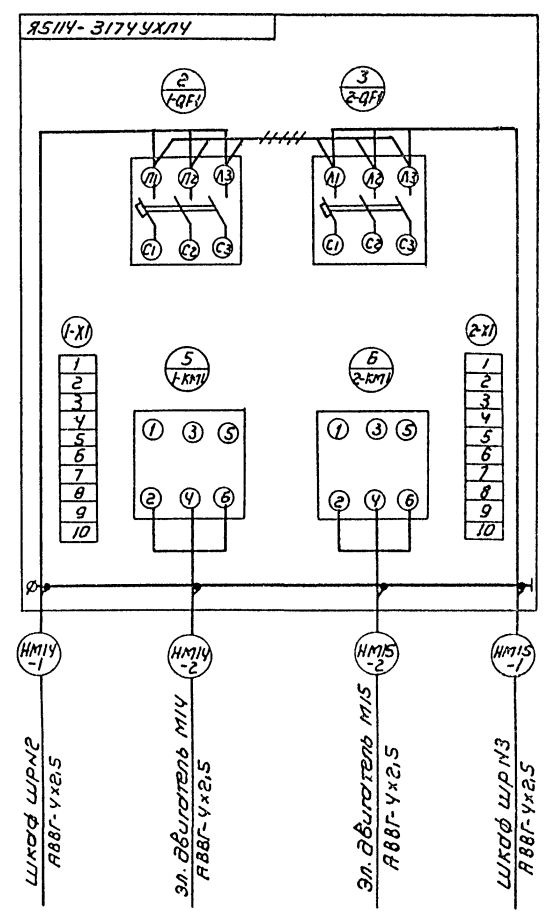 Я5114-3174УХЛ4
2
1-QF1
3
2-QF1
Л1 Л2 Л3
С1 С2 С3
Л1 Л2 Л3
С1 С2 С3
1-X1
1
2
3
4
5
6
7
8
9
10
5
1-КМ1
1 3 5
2 4 6
6
2-КМ1
1 3 5
2 4 6
2-X1
1
2
3
4
5
6
7
8
9
10
НМ14
-1
НМ14
-2
НМ15
-2
НМ15
-1
Шкаф ШР№2
АВВГ-4х2,5
Эл. двигатель М14
АВВГ-4х2,5
Эл. двигатель М15
АВВГ-4х2,5
Шкаф ШР№3
АВВГ-4х2,5